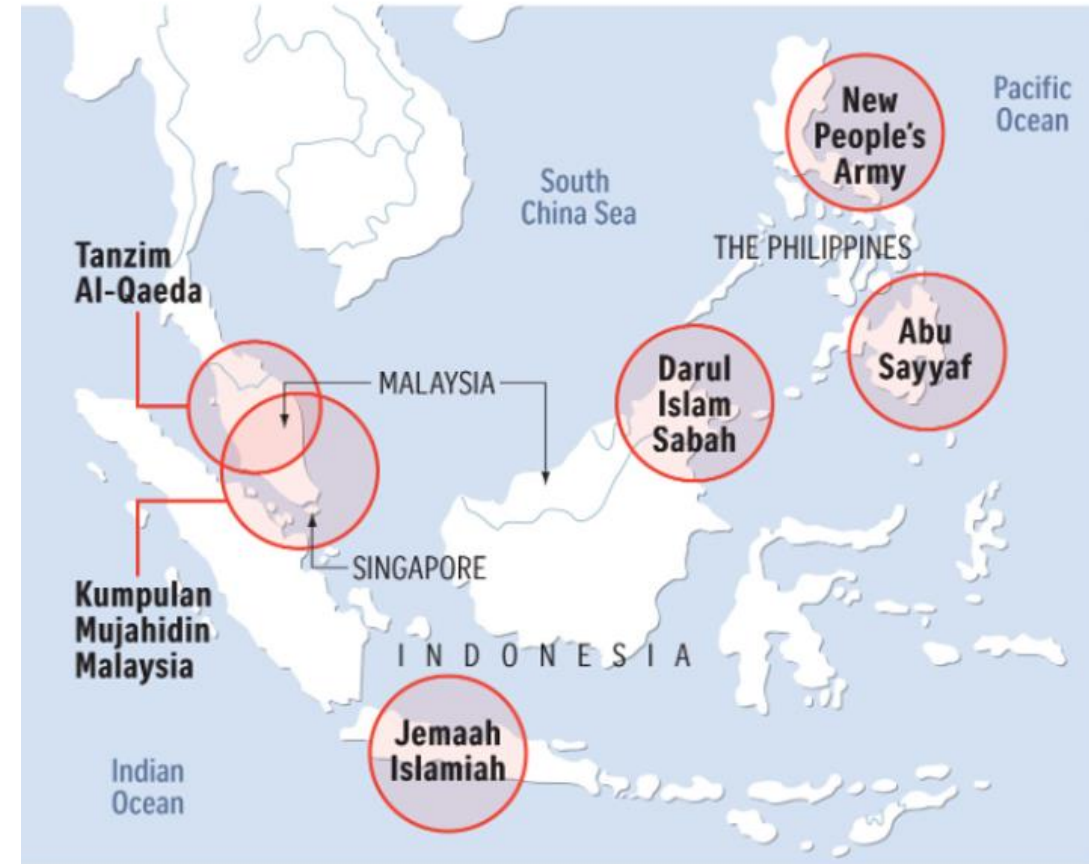 New
People's
Army
Pacific
Ocean
South
China Sea
THE PHILIPPINES
Tanzim
Al-Qaeda
Abu
Sayyaf
Darul
Islam
Sabah
MALAYSIA
SINGAPORE
Kumpulan
Mujahidin
Malaysia
INDONESIA
Jemaah
Islamiah
Indian
Ocean